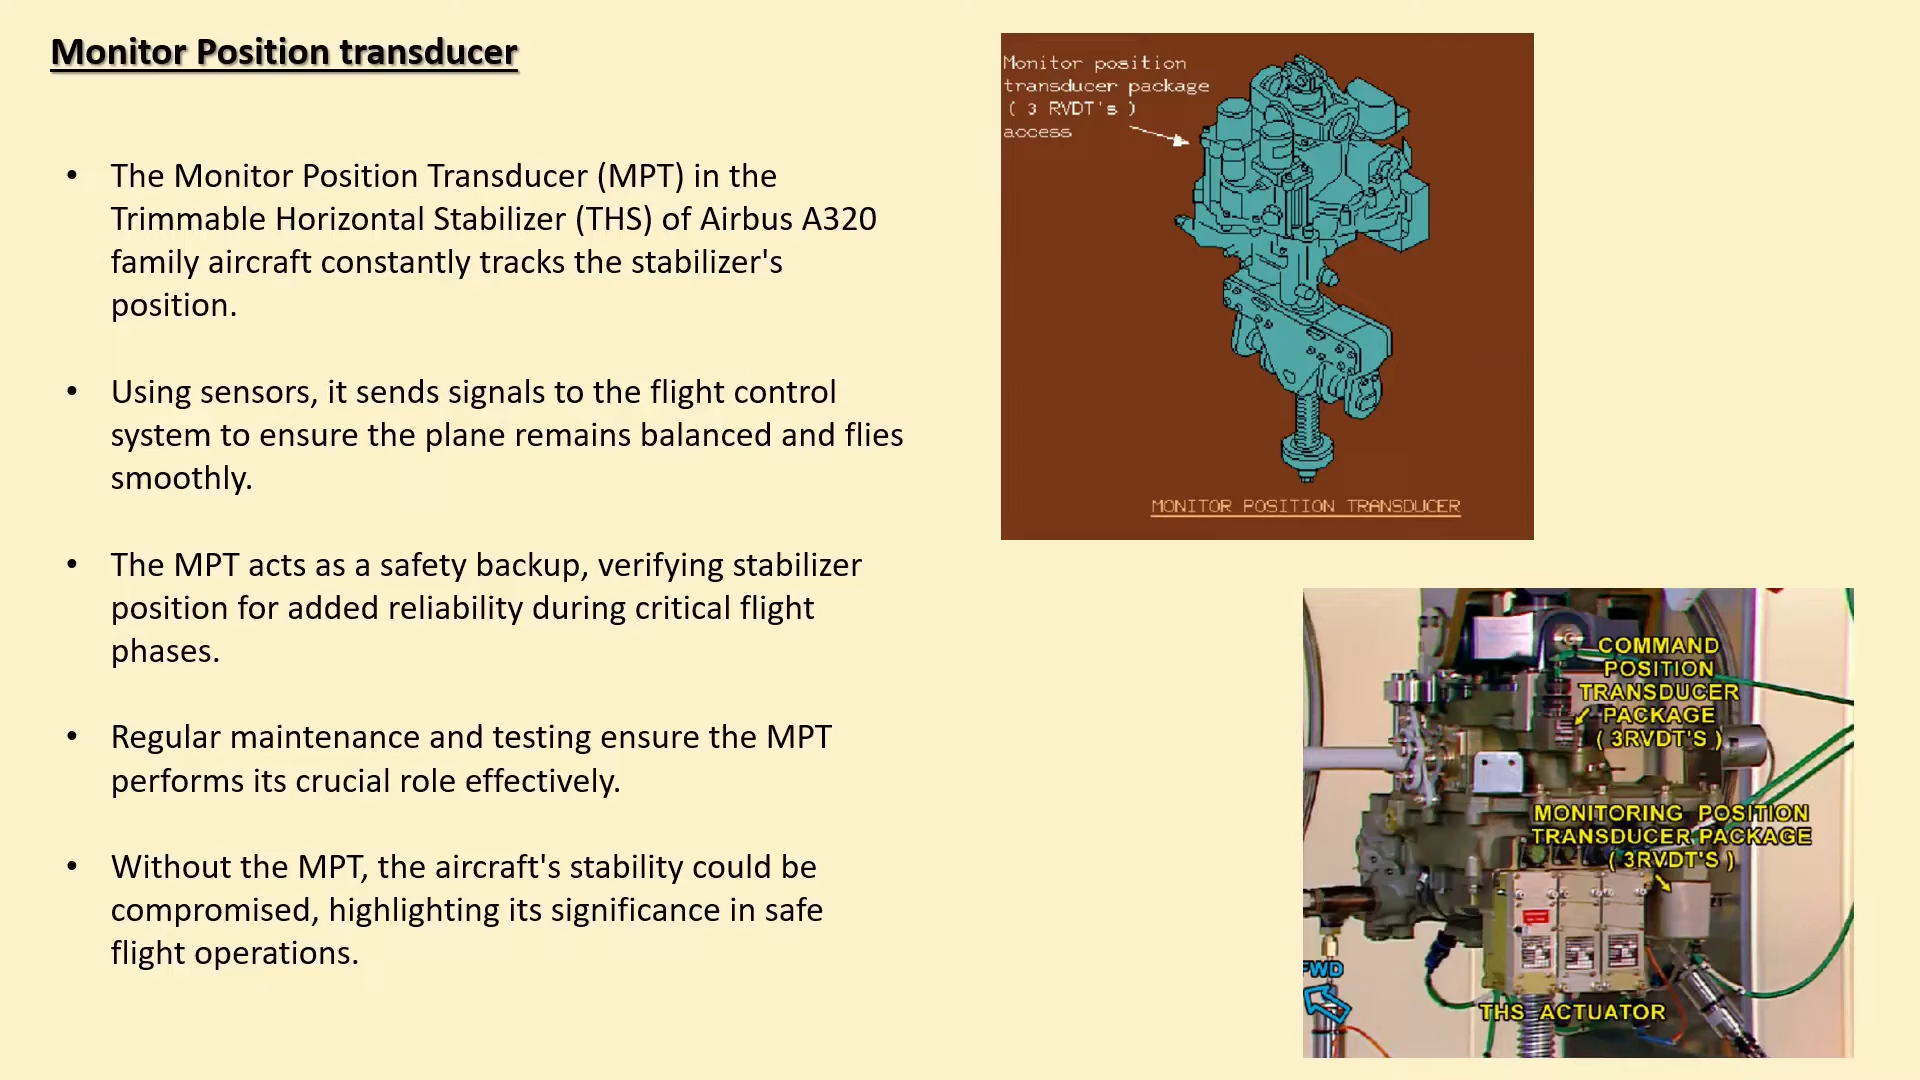 Monitor Position transducer
• The Monitor Position Transducer (MPT) in the
Trimmable Horizontal Stabilizer (THS) of Airbus A320
family aircraft constantly tracks the stabilizer's
position.
• Using sensors, it sends signals to the flight control
system to ensure the plane remains balanced and flies
smoothly.
• The MPT acts as a safety backup, verifying stabilizer
position for added reliability during critical flight
phases.
• Regular maintenance and testing ensure the MPT
performs its crucial role effectively.
• Without the MPT, the aircraft's stability could be
compromised, highlighting its significance in safe
flight operations.
Monitor position
transducer package
( 3 RVDT's )
access
MONITOR POSITION TRANSDUCER
COMMAND
POSITION
TRANSDUCER
PACKAGE
( 3RVDT'S )
MONITORING POSITION
TRANSDUCER PACKAGE
( 3RVDT'S )
FWD
THS ACTUATOR